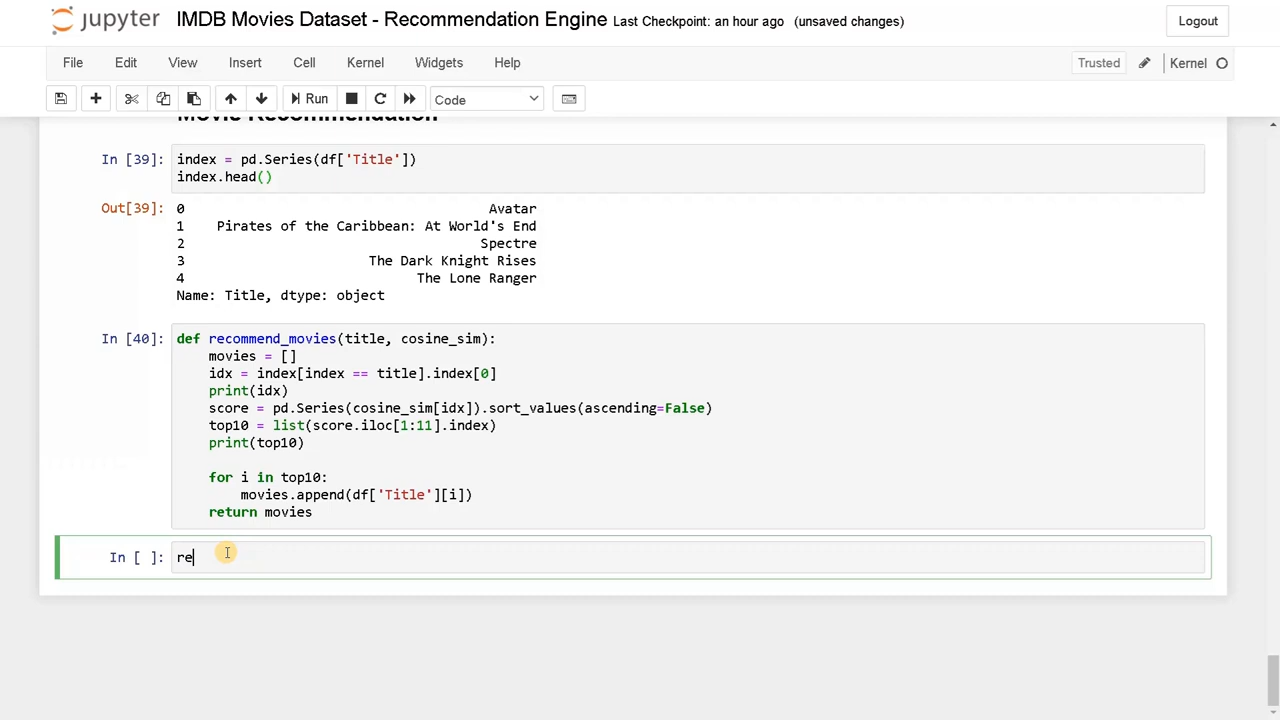 jupyter IMDB Movies Dataset - Recommendation Engine Last Checkpoint: an hour ago (unsaved changes) Logout
File Edit View Insert Cell Kernel Widgets Help Trusted Kernel
Run Code
Movie Recommendation
In [39]: index = pd.Series(df['Title'])
index.head()
Out[39]: 0 Avatar
1 Pirates of the Caribbean: At World's End
2 Spectre
3 The Dark Knight Rises
4 The Lone Ranger
Name: Title, dtype: object
In [40]: def recommend_movies(title, cosine_sim):
movies = []
idx = index[index == title].index[0]
print(idx)
score = pd.Series(cosine_sim[idx]).sort_values(ascending=False)
top10 = list(score.iloc[1:11].index)
print(top10)
for i in top10:
movies.append(df['Title'][i])
return movies
In [ ]: re